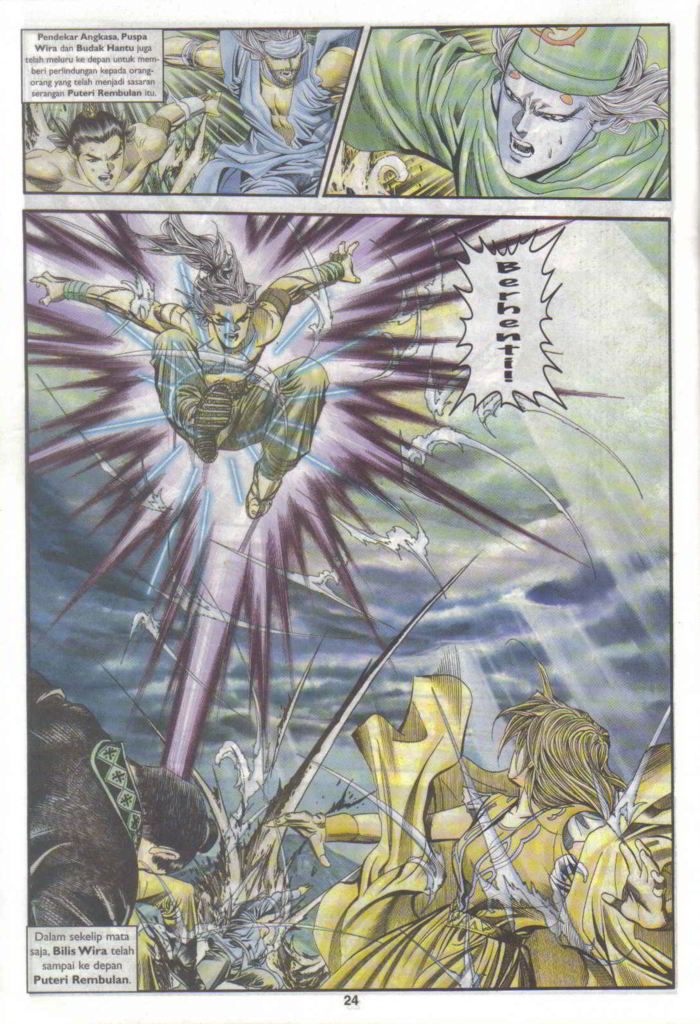 Pendekar Angkasa, Puspa
Wira dan Budak Hantu juga
telah meluru ke depan untuk mem-
beri perlindungan kepada orang-
orang yang telah menjadi sasaran
serangan Puteri Rembulan itu.
Berhenti!
Dalam sekelip mata
saja, Bilis Wira telah
sampai ke depan
Puteri Rembulan.
24